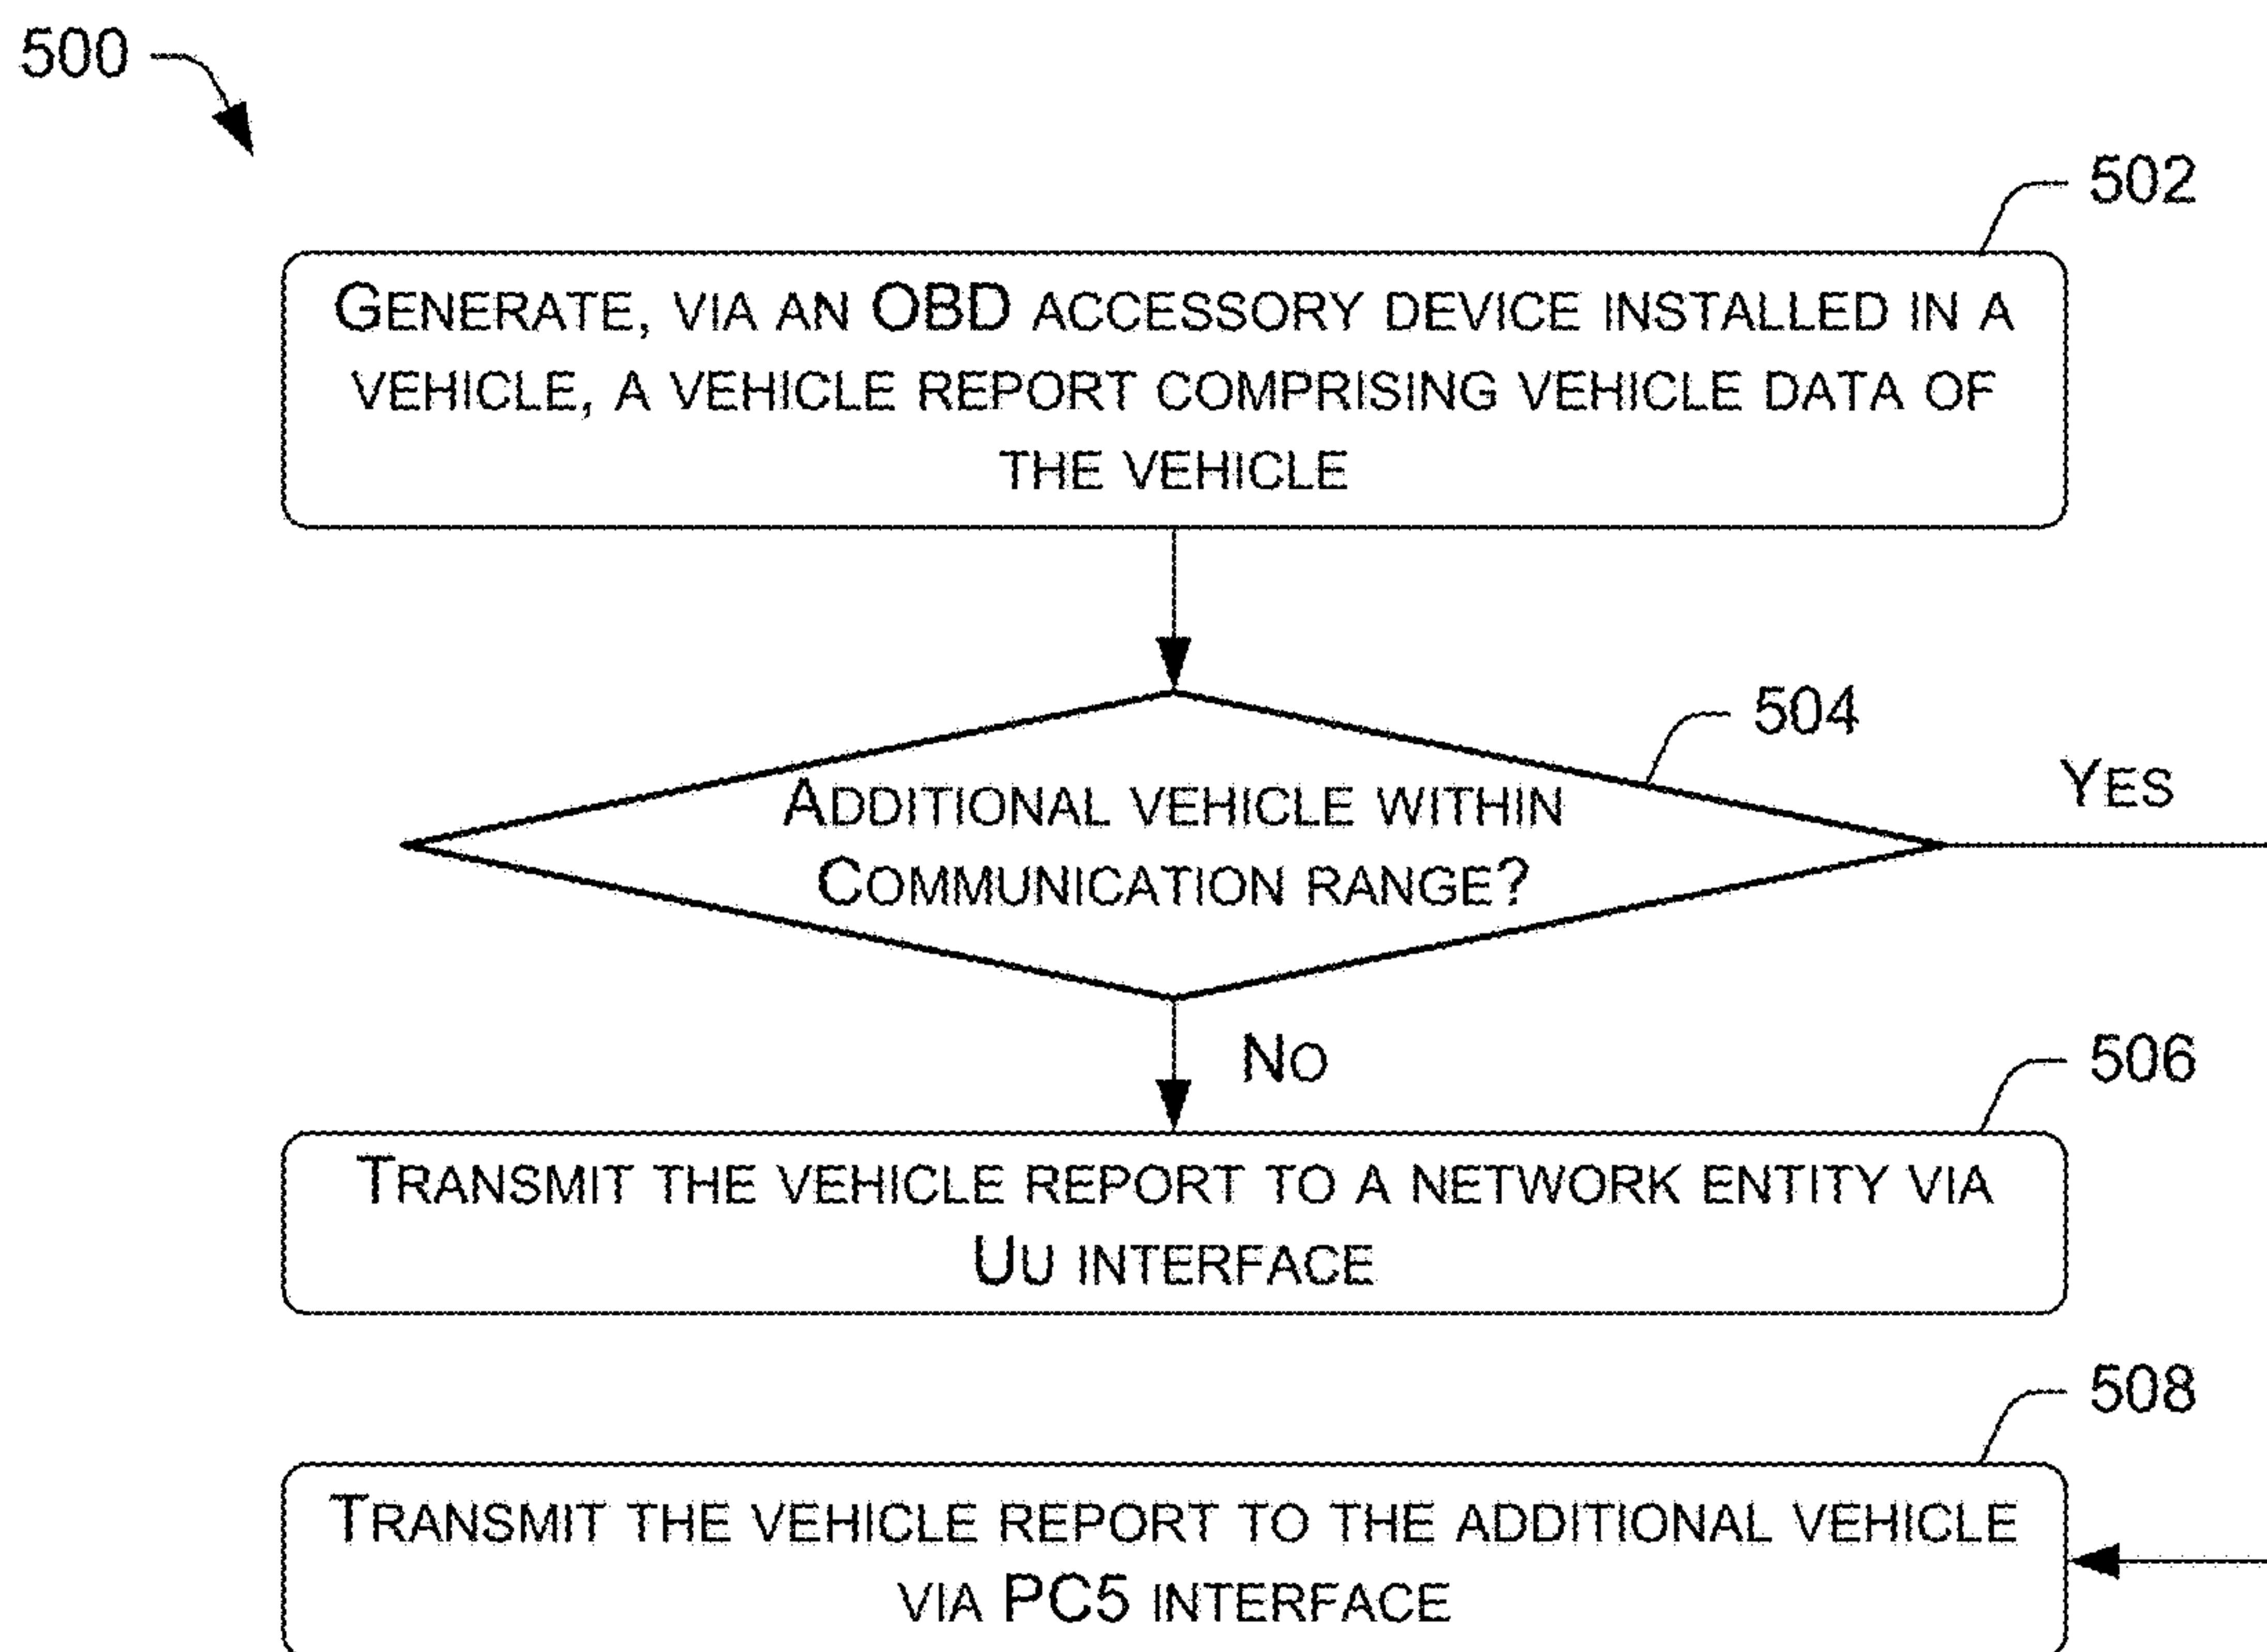 500
502
GENERATE, VIA AN OBD ACCESSORY DEVICE INSTALLED IN A
VEHICLE, A VEHICLE REPORT COMPRISING VEHICLE DATA OF
THE VEHICLE
504
ADDITIONAL VEHICLE WITHIN
COMMUNICATION RANGE?
YES
NO
506
TRANSMIT THE VEHICLE REPORT TO A NETWORK ENTITY VIA
UU INTERFACE
508
TRANSMIT THE VEHICLE REPORT TO THE ADDITIONAL VEHICLE
VIA PC5 INTERFACE